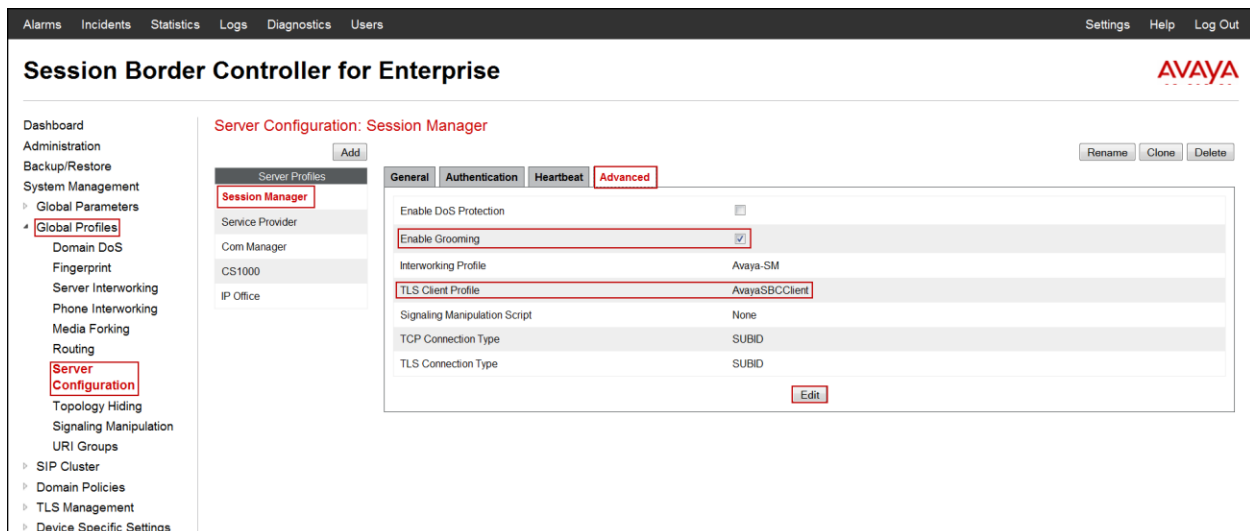 Alarms Incidents Statistics Logs Diagnostics Users Settings Help Log Out
Session Border Controller for Enterprise
AVAYA
Dashboard
Administration
Backup/Restore
System Management
Global Parameters
Global Profiles
Domain DoS
Fingerprint
Server Interworking
Phone Interworking
Media Forking
Routing
Server
Configuration
Topology Hiding
Signaling Manipulation
URI Groups
SIP Cluster
Domain Policies
TLS Management
Device Specific Settings
Server Configuration: Session Manager
Add
Rename Clone Delete
Server Profiles
Session Manager
Service Provider
Com Manager
CS1000
IP Office
General Authentication Heartbeat Advanced
Enable DoS Protection
Enable Grooming
Interworking Profile Avaya-SM
TLS Client Profile AvayaSBCClient
Signaling Manipulation Script None
TCP Connection Type SUBID
TLS Connection Type SUBID
Edit